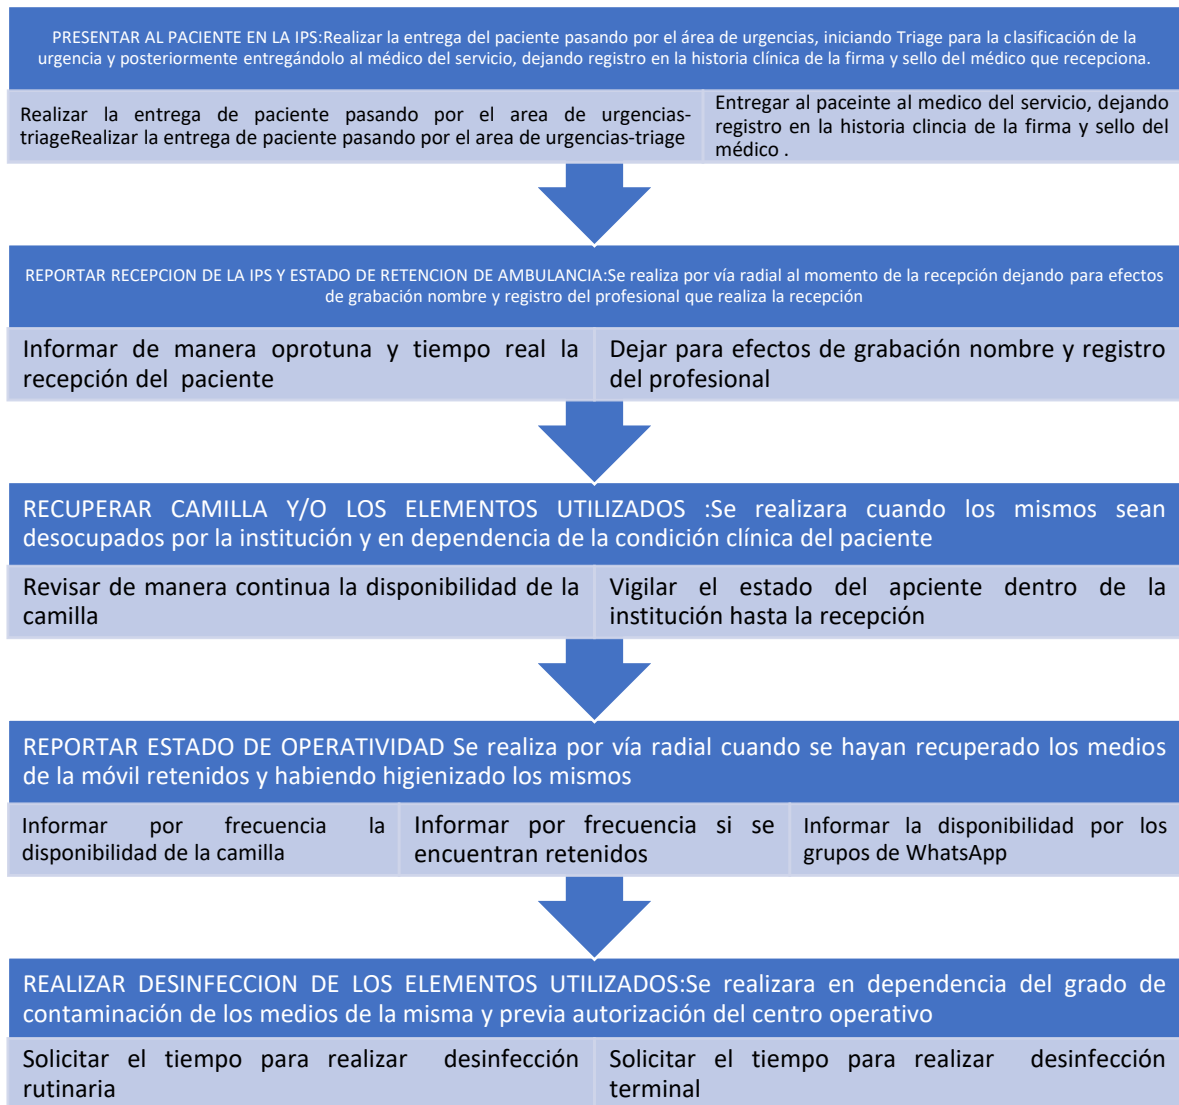 PRESENTAR AL PACIENTE EN LA IPS:Realizar la entrega del paciente pasando por el área de urgencias, iniciando Triage para la clasificación de la
urgencia y posteriormente entregándolo al médico del servicio, dejando registro en la historia clínica de la firma y sello del médico que recepciona.
Realizar la entrega de paciente pasando por el area de urgencias-
triageRealizar la entrega de paciente pasando por el area de urgencias-triage
Entregar al paceinte al medico del servicio, dejando
registro en la historia clincia de la firma y sello del
médico .
REPORTAR RECEPCION DE LA IPS Y ESTADO DE RETENCION DE AMBULANCIA:Se realiza por vía radial al momento de la recepción dejando para efectos
de grabación nombre y registro del profesional que realiza la recepción
Informar de manera oprotuna y tiempo real la
recepción del paciente
Dejar para efectos de grabación nombre y registro
del profesional
RECUPERAR CAMILLA Y/O LOS ELEMENTOS UTILIZADOS :Se realizara cuando los mismos sean
desocupados por la institución y en dependencia de la condición clínica del paciente
Revisar de manera continua la disponibilidad de la
camilla
Vigilar el estado del apciente dentro de la
institución hasta la recepción
REPORTAR ESTADO DE OPERATIVIDAD Se realiza por vía radial cuando se hayan recuperado los medios
de la móvil retenidos y habiendo higienizado los mismos
Informar por frecuencia la
disponibilidad de la camilla
Informar por frecuencia si se
encuentran retenidos
Informar la disponibilidad por los
grupos de WhatsApp
REALIZAR DESINFECCION DE LOS ELEMENTOS UTILIZADOS:Se realizara en dependencia del grado de
contaminación de los medios de la misma y previa autorización del centro operativo
Solicitar el tiempo para realizar desinfección
rutinaria
Solicitar el tiempo para realizar desinfección
terminal